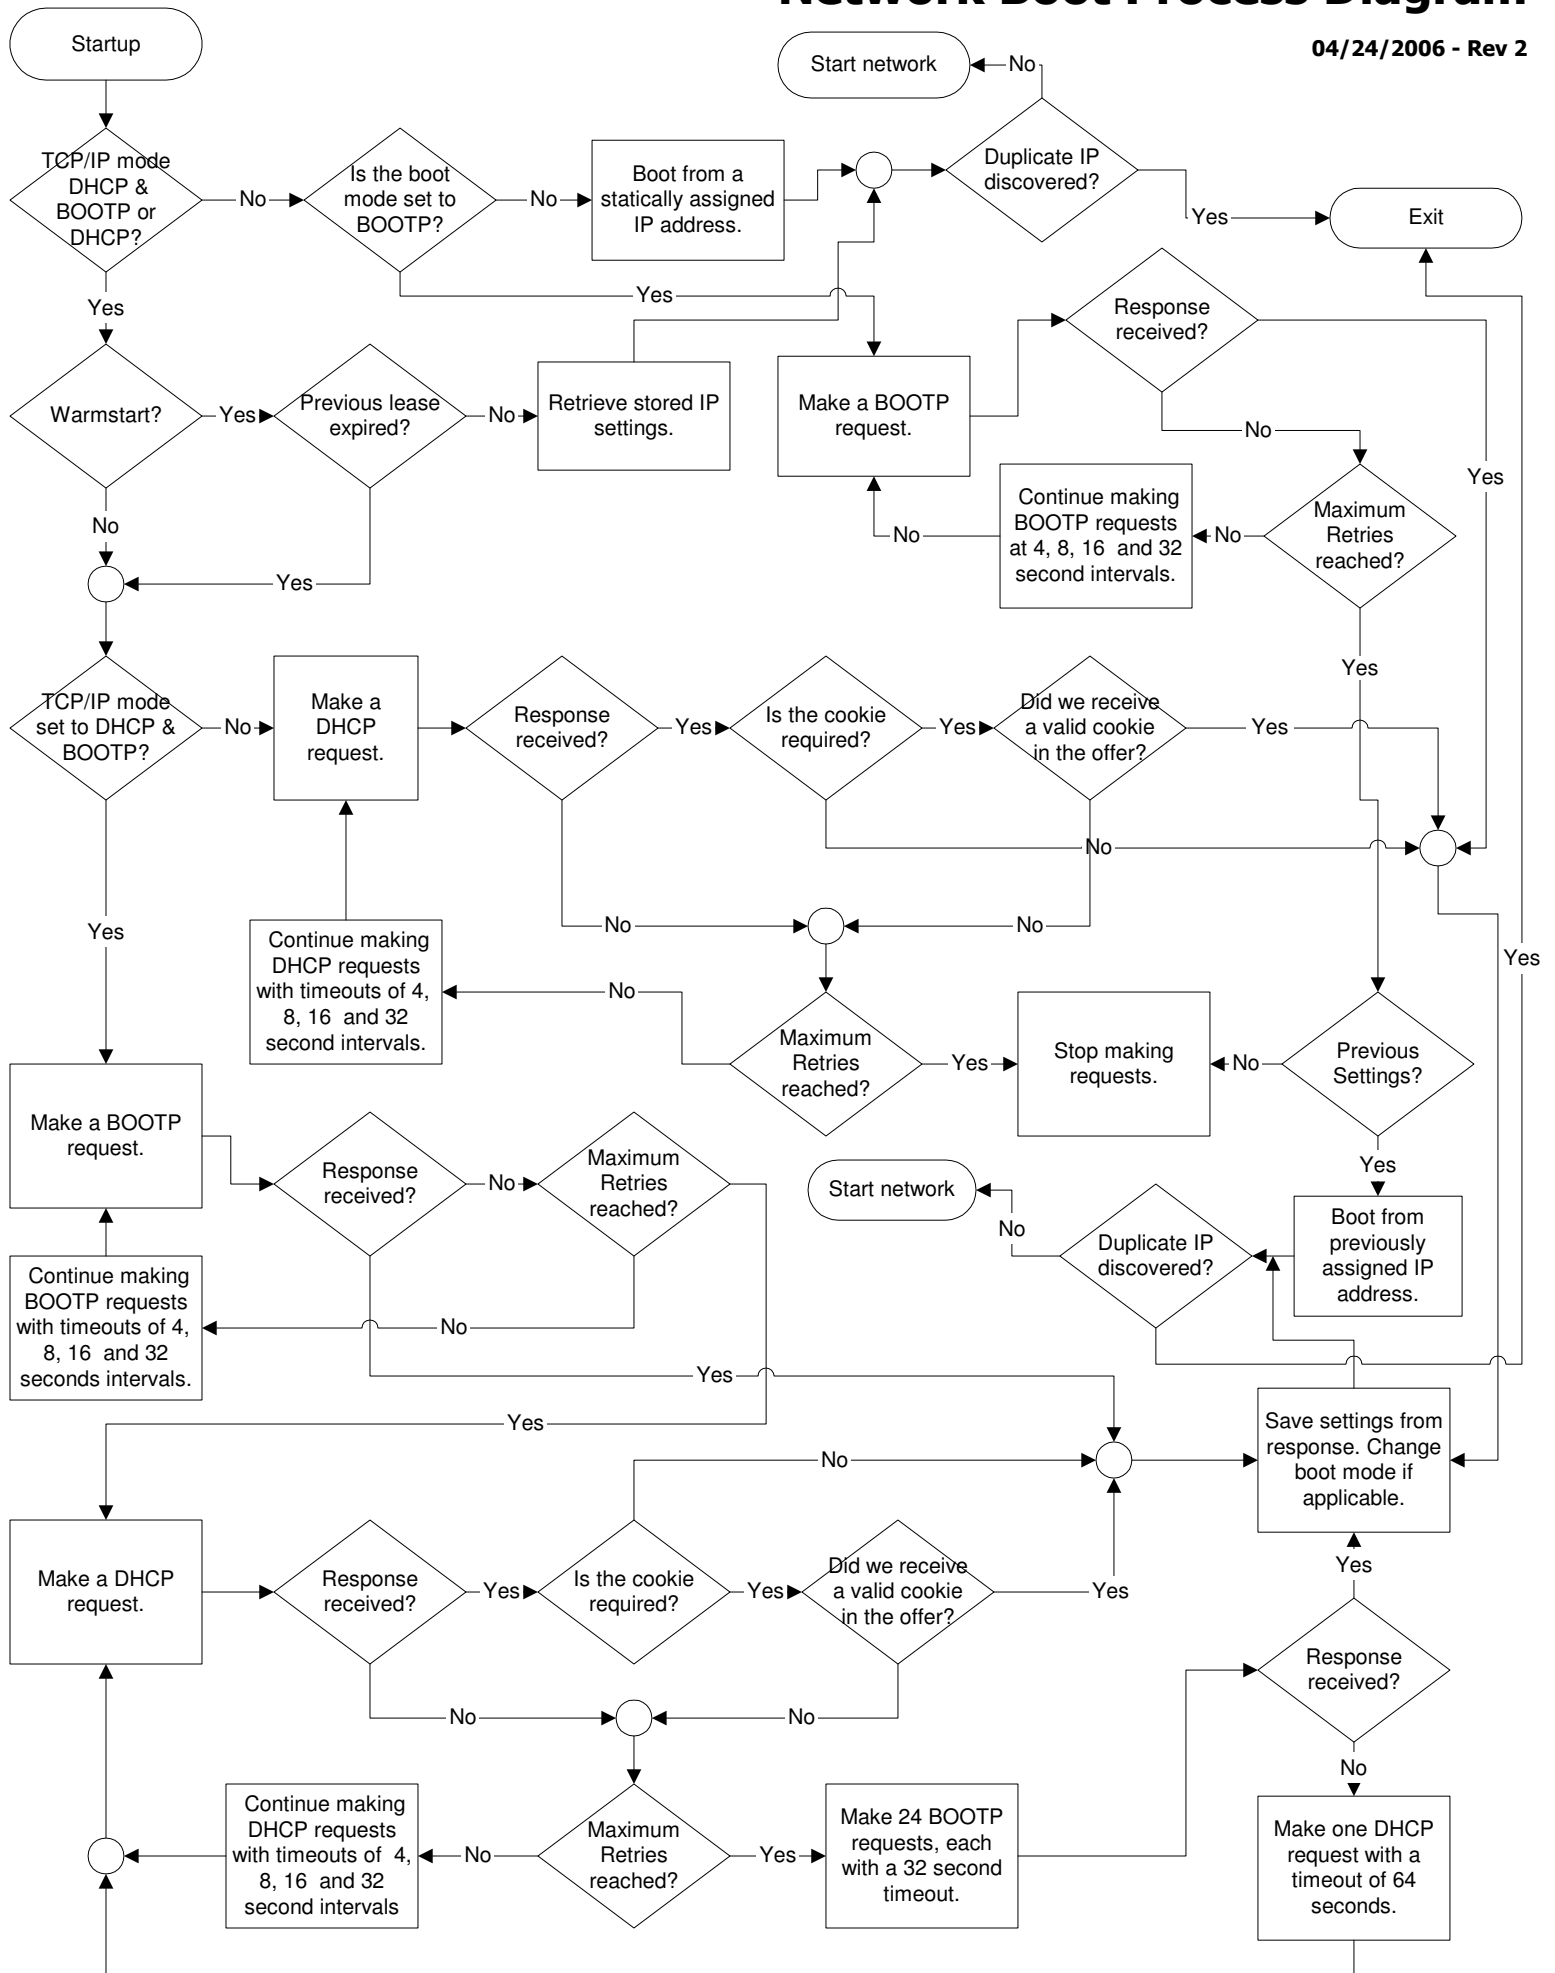 Network Boot Process Diagram
04/24/2006 - Rev 2
Startup
Start network
No
TCP/IP mode
DHCP &
BOOTP or
DHCP?
No
Is the boot
mode set to
BOOTP?
No
Boot from a
statically assigned
IP address.
Duplicate IP
discovered?
Yes
Exit
Yes
Yes
Response
received?
Warmstart?
Yes
Previous lease
expired?
No
Retrieve stored IP
settings.
Make a BOOTP
request.
No
Yes
Continue making
BOOTP requests
at 4, 8, 16 and 32
second intervals.
No
No
Maximum
Retries
reached?
No
Yes
Yes
TCP/IP mode
set to DHCP &
BOOTP?
No
Make a
DHCP
request.
Response
received?
Yes
Is the cookie
required?
Yes
Did we receive
a valid cookie
in the offer?
Yes
No
Yes
No
No
Yes
Continue making
DHCP requests
with timeouts of 4,
8, 16 and 32
second intervals.
No
Maximum
Retries
reached?
Yes
Stop making
requests.
No
Previous
Settings?
Make a BOOTP
request.
Response
received?
No
Maximum
Retries
reached?
Start network
No
Yes
Duplicate IP
discovered?
Boot from
previously
assigned IP
address.
Continue making
BOOTP requests
with timeouts of 4,
8, 16 and 32
seconds intervals.
No
Yes
Yes
No
Save settings from
response. Change
boot mode if
applicable.
Make a DHCP
request.
Response
received?
Yes
Is the cookie
required?
Yes
Did we receive
a valid cookie
in the offer?
Yes
Yes
Response
received?
No
No
No
Continue making
DHCP requests
with timeouts of 4,
8, 16 and 32
second intervals
No
Maximum
Retries
reached?
Yes
Make 24 BOOTP
requests, each
with a 32 second
timeout.
Make one DHCP
request with a
timeout of 64
seconds.